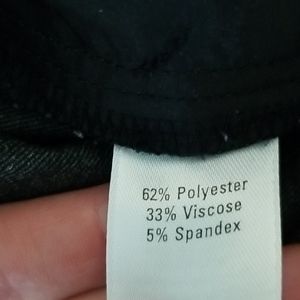 62% Polyester
33% Viscose
5% Spandex